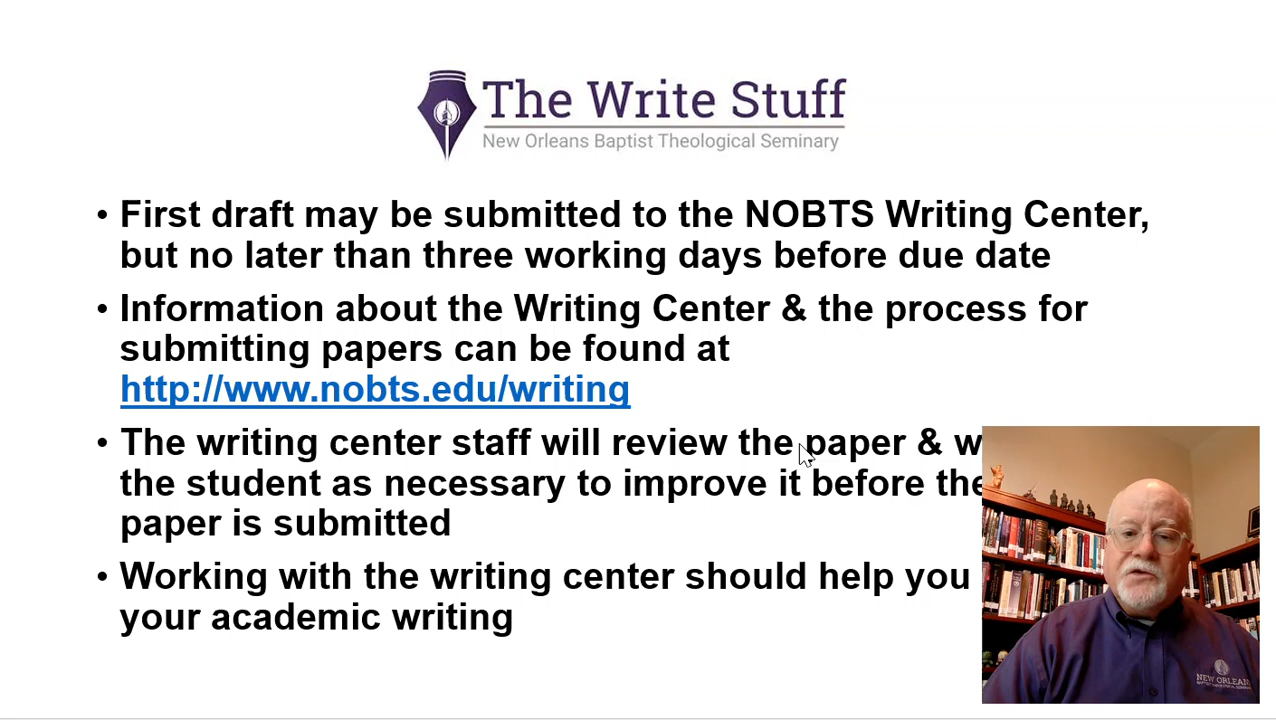 The Write Stuff
New Orleans Baptist Theological Seminary
• First draft may be submitted to the NOBTS Writing Center,
but no later than three working days before due date
• Information about the Writing Center & the process for
submitting papers can be found at
http://www.nobts.edu/writing
• The writing center staff will review the paper & w
the student as necessary to improve it before the
paper is submitted
• Working with the writing center should help you
your academic writing
NEW ORLEANS